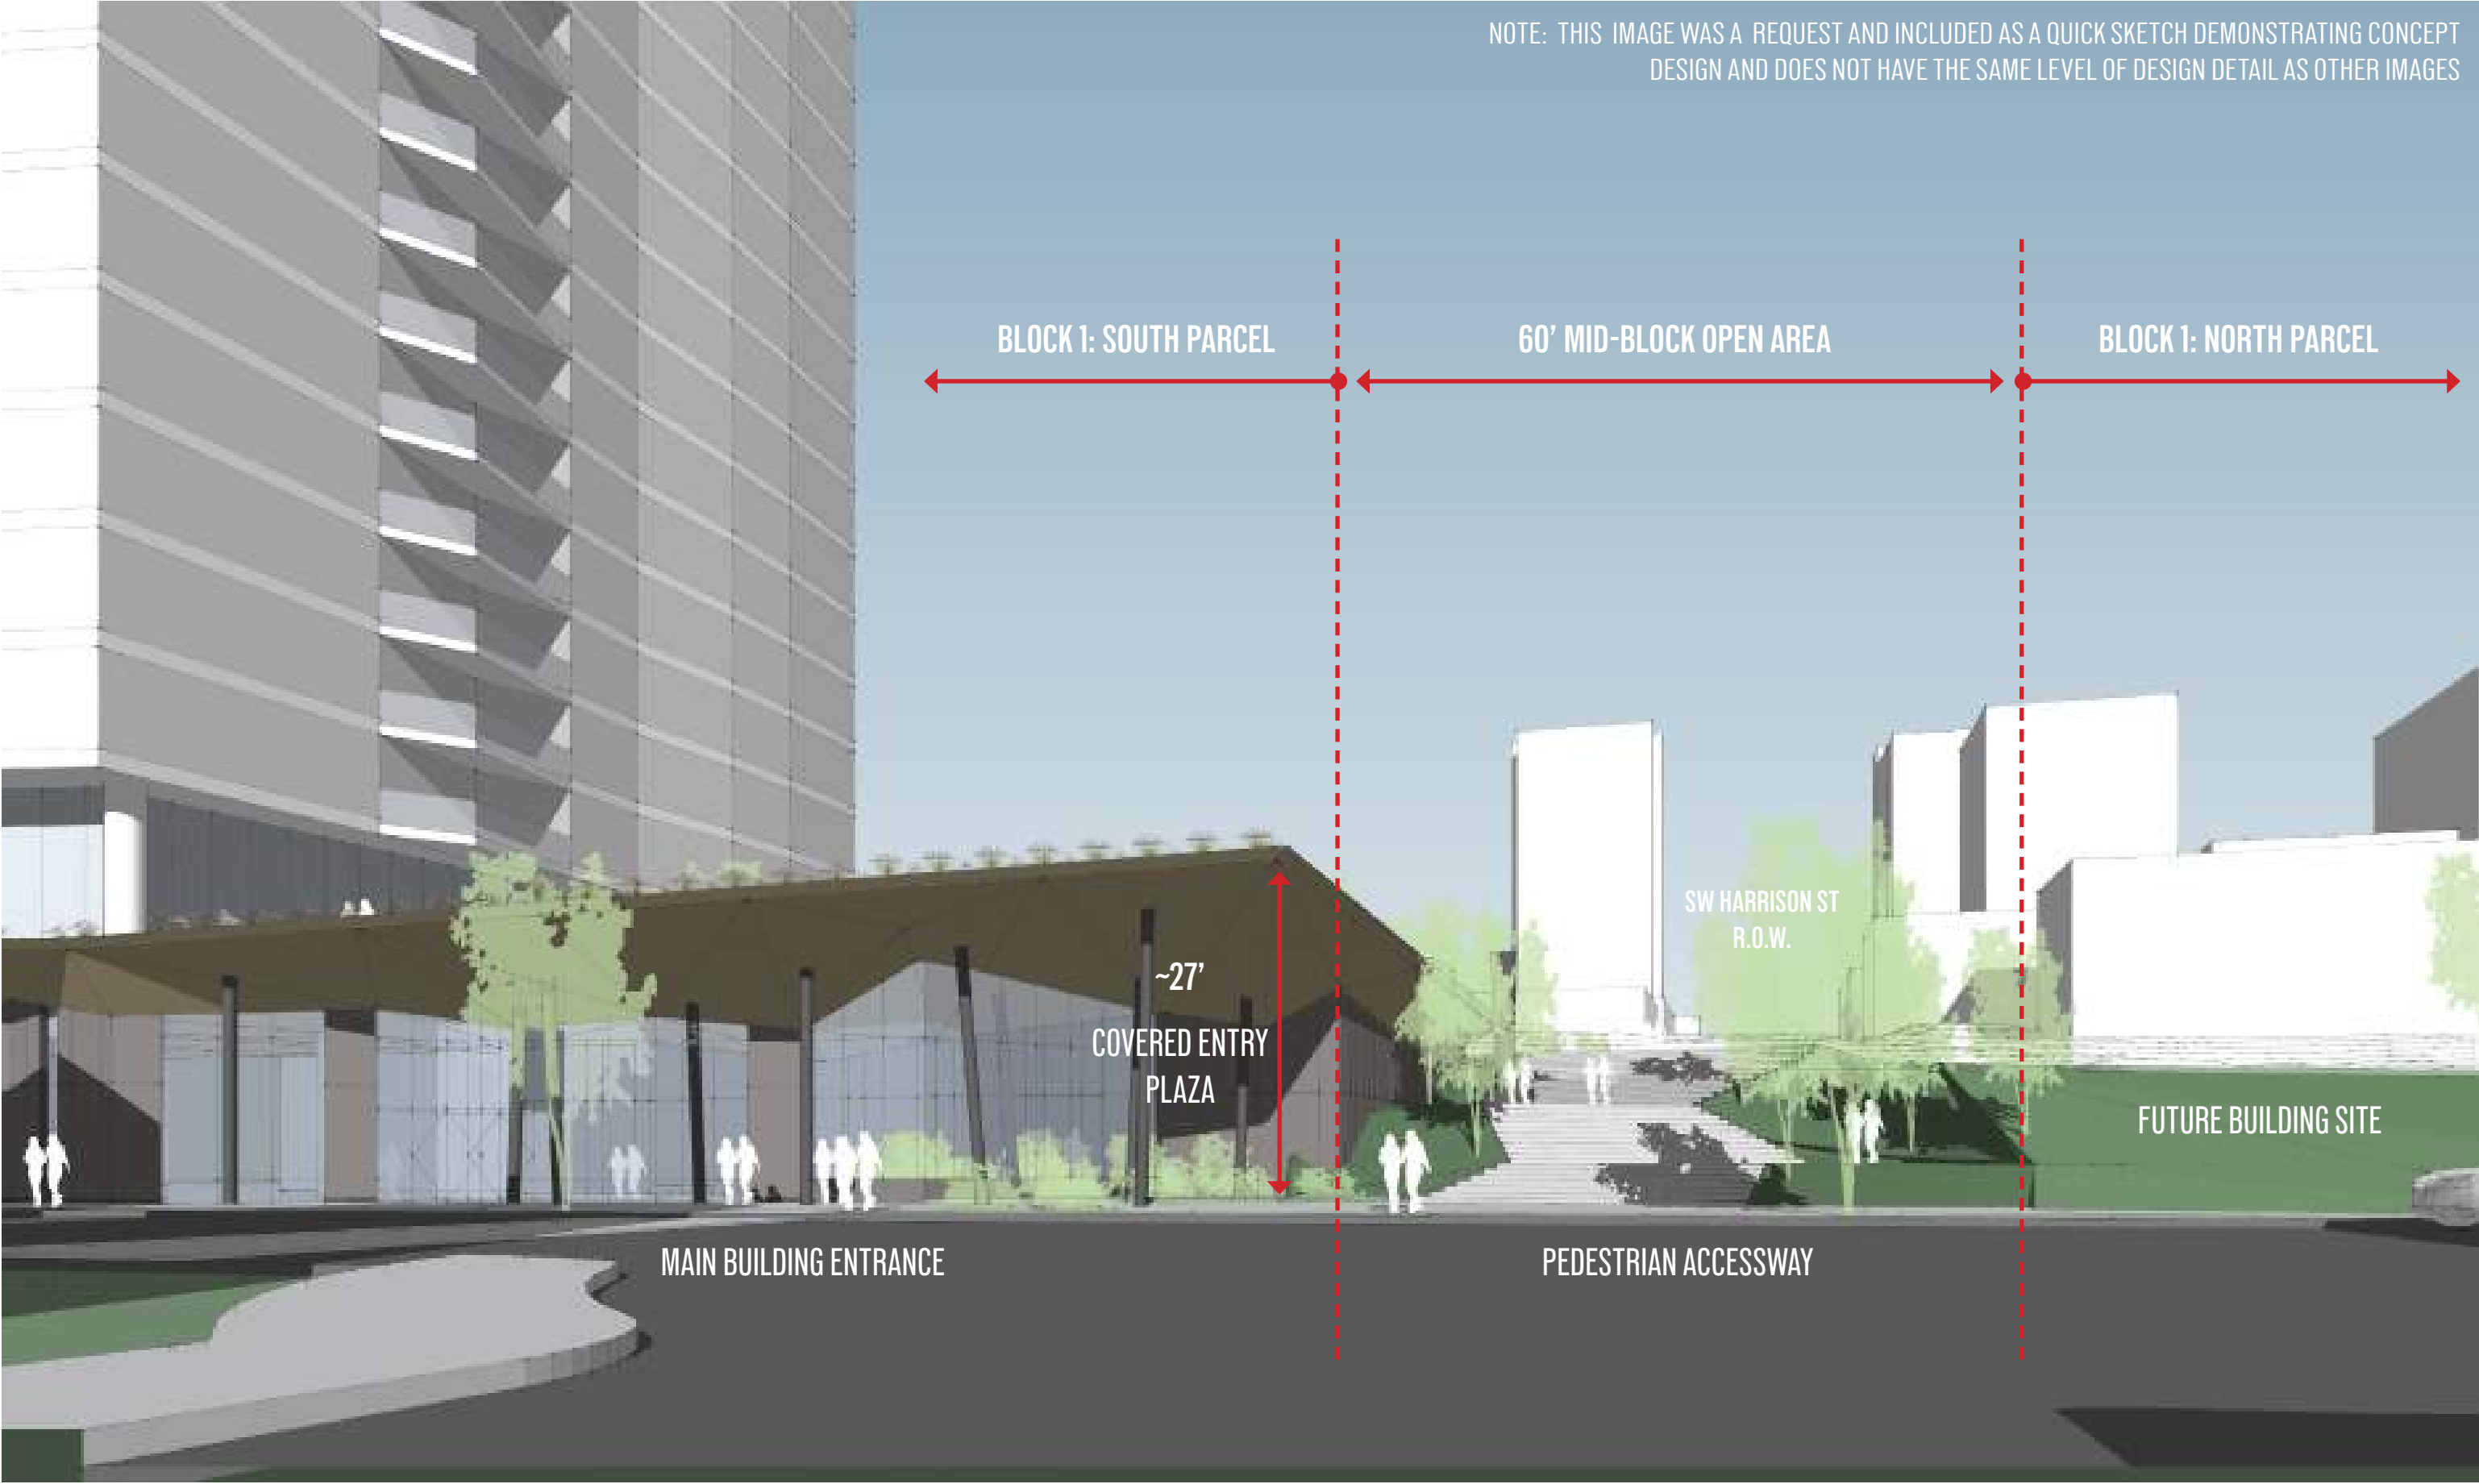 NOTE: THIS IMAGE WAS A REQUEST AND INCLUDED AS A QUICK SKETCH DEMONSTRATING CONCEPT
DESIGN AND DOES NOT HAVE THE SAME LEVEL OF DESIGN DETAIL AS OTHER IMAGES
BLOCK 1: SOUTH PARCEL
60’ MID-BLOCK OPEN AREA
BLOCK 1: NORTH PARCEL
SW HARRISON ST
R.O.W.
~27’
COVERED ENTRY
PLAZA
FUTURE BUILDING SITE
MAIN BUILDING ENTRANCE
PEDESTRIAN ACCESSWAY